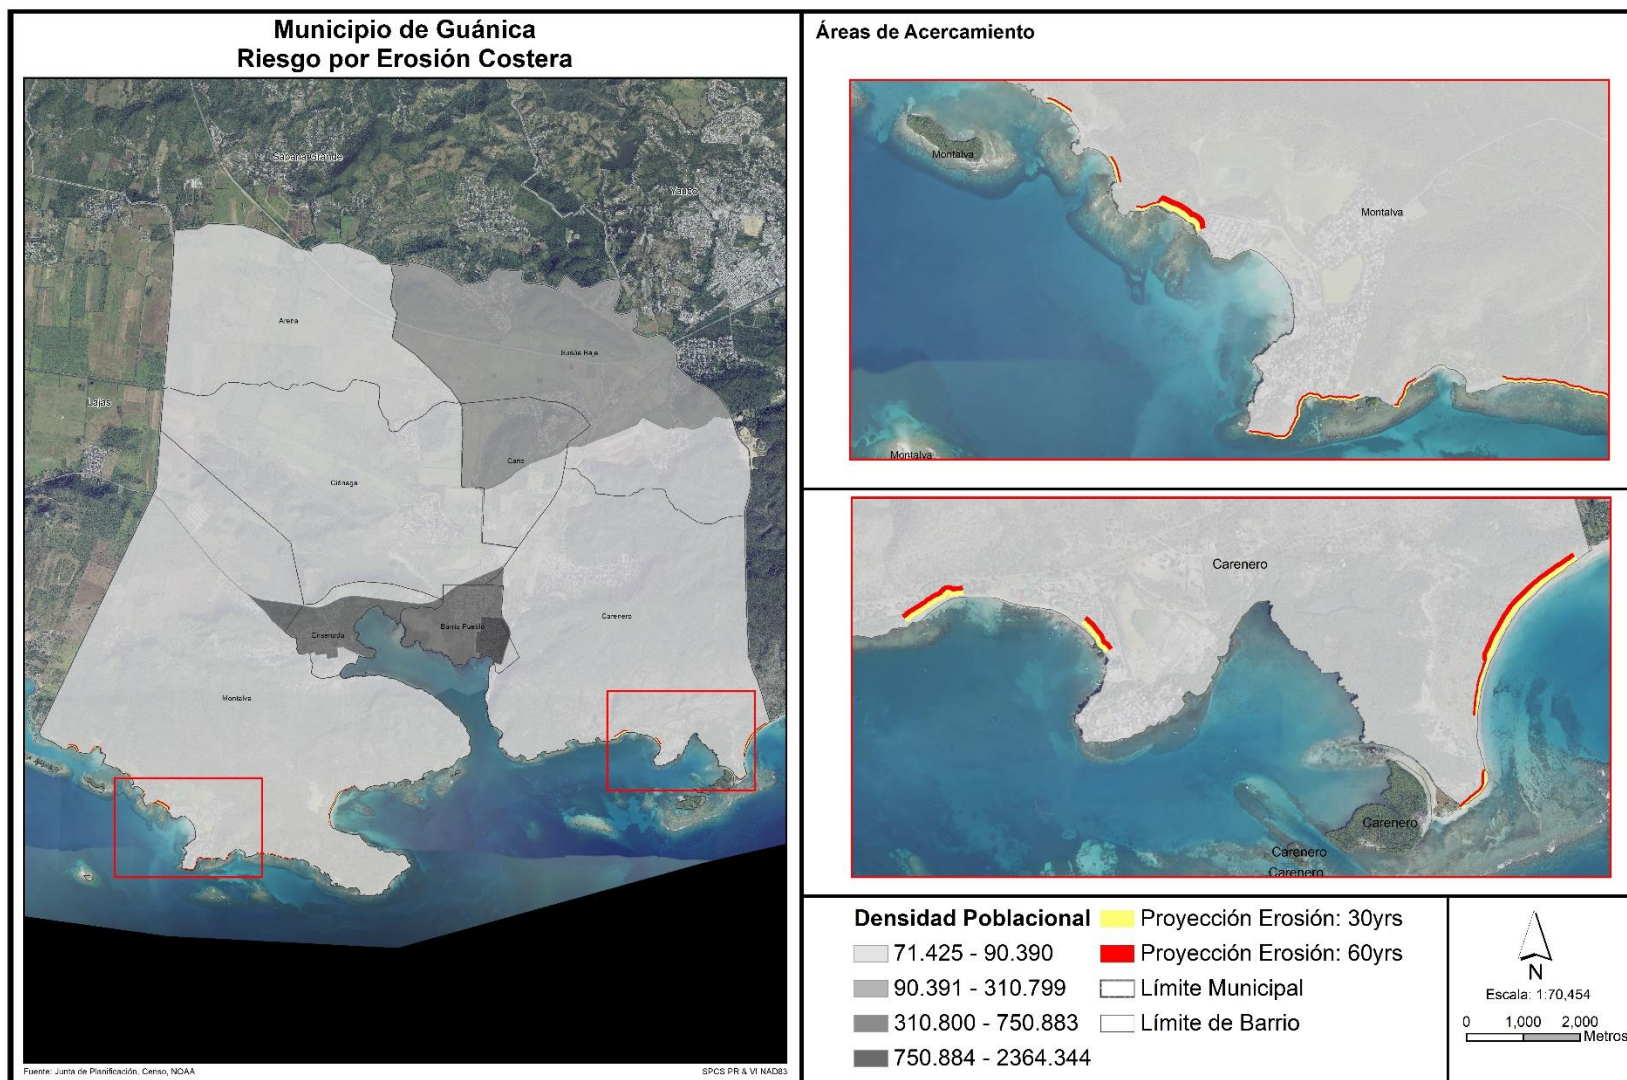 Municipio de Guánica
Riesgo por Erosión Costera
Sabana Grande
Yauco
Arena
Susúa Baja
Lajas
Caño
Ciénaga
Ensenada
Barrio Pueblo
Carenero
Montalva
Fuente: Junta de Planificación, Censo, NOAA
SPCS PR & VI NAD83
Áreas de Acercamiento
Montalva
Montalva
Montalva
Carenero
Carenero
Carenero
Carenero
Densidad Poblacional
71.425 - 90.390
90.391 - 310.799
310.800 - 750.883
750.884 - 2364.344
Proyección Erosión: 30yrs
Proyección Erosión: 60yrs
Límite Municipal
Límite de Barrio
N
Escala: 1:70,454
0 1,000 2,000
Metros